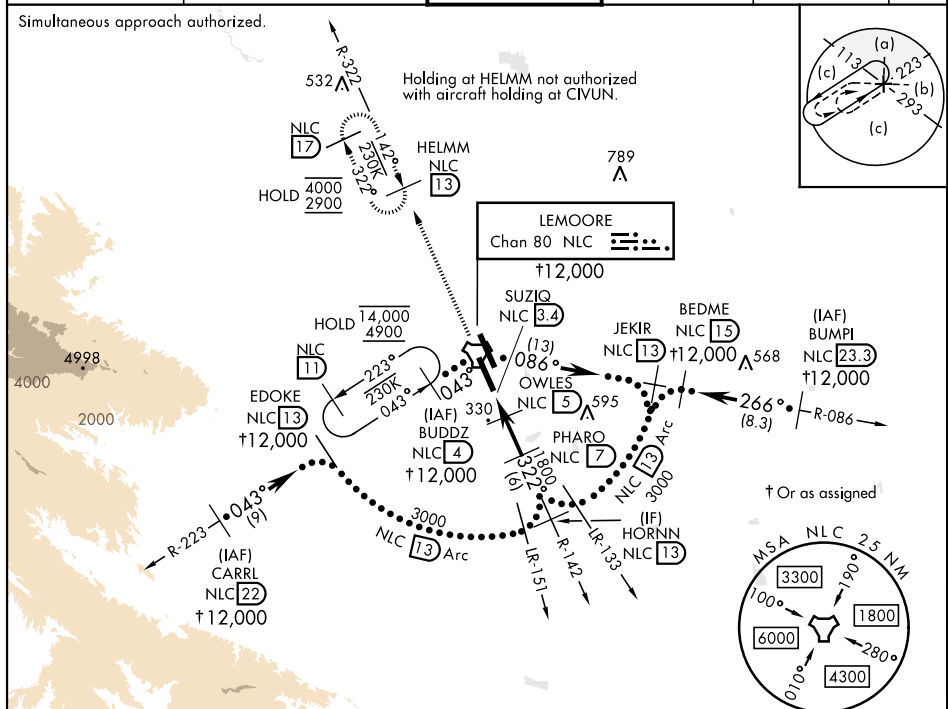 Simultaneous approach authorized.
R-322
532
Holding at HELMM not authorized
with aircraft holding at CIVUN.
113
(a)
223
(c)
(b)
293
(c)
NLC
17
142°
230K
322°
HELMM
NLC
13
HOLD 4000
2900
789
LEMOORE
Chan 80 NLC
†12,000
SUZIQ
NLC 3.4
HOLD 14,000
4900
NLC
11
223°
230K
043°
043°
(13)
086°
JEKIR
NLC 13
BEDME
NLC 15
†12,000
568
(IAF)
BUMPI
NLC 23.3
†12,000
266°
(8.3)
R-086
4998
4000
2000
EDOKE
NLC 13
†12,000
(IAF)
BUDDZ
NLC 4
†12,000
330
OWLES
NLC 5
595
PHARO
NLC 7
1800
322°
(6)
NLC 13 Arc
3000
† Or as assigned
043°
(9)
R-223
(IAF)
CARRL
NLC 22
†12,000
3000
NLC 13 Arc
(IF)
HORNN
NLC 13
LR-151
R-142
LR-133
MSA NLC 25 NM
3300
190°
100°
1800
6000
280°
010°
4300